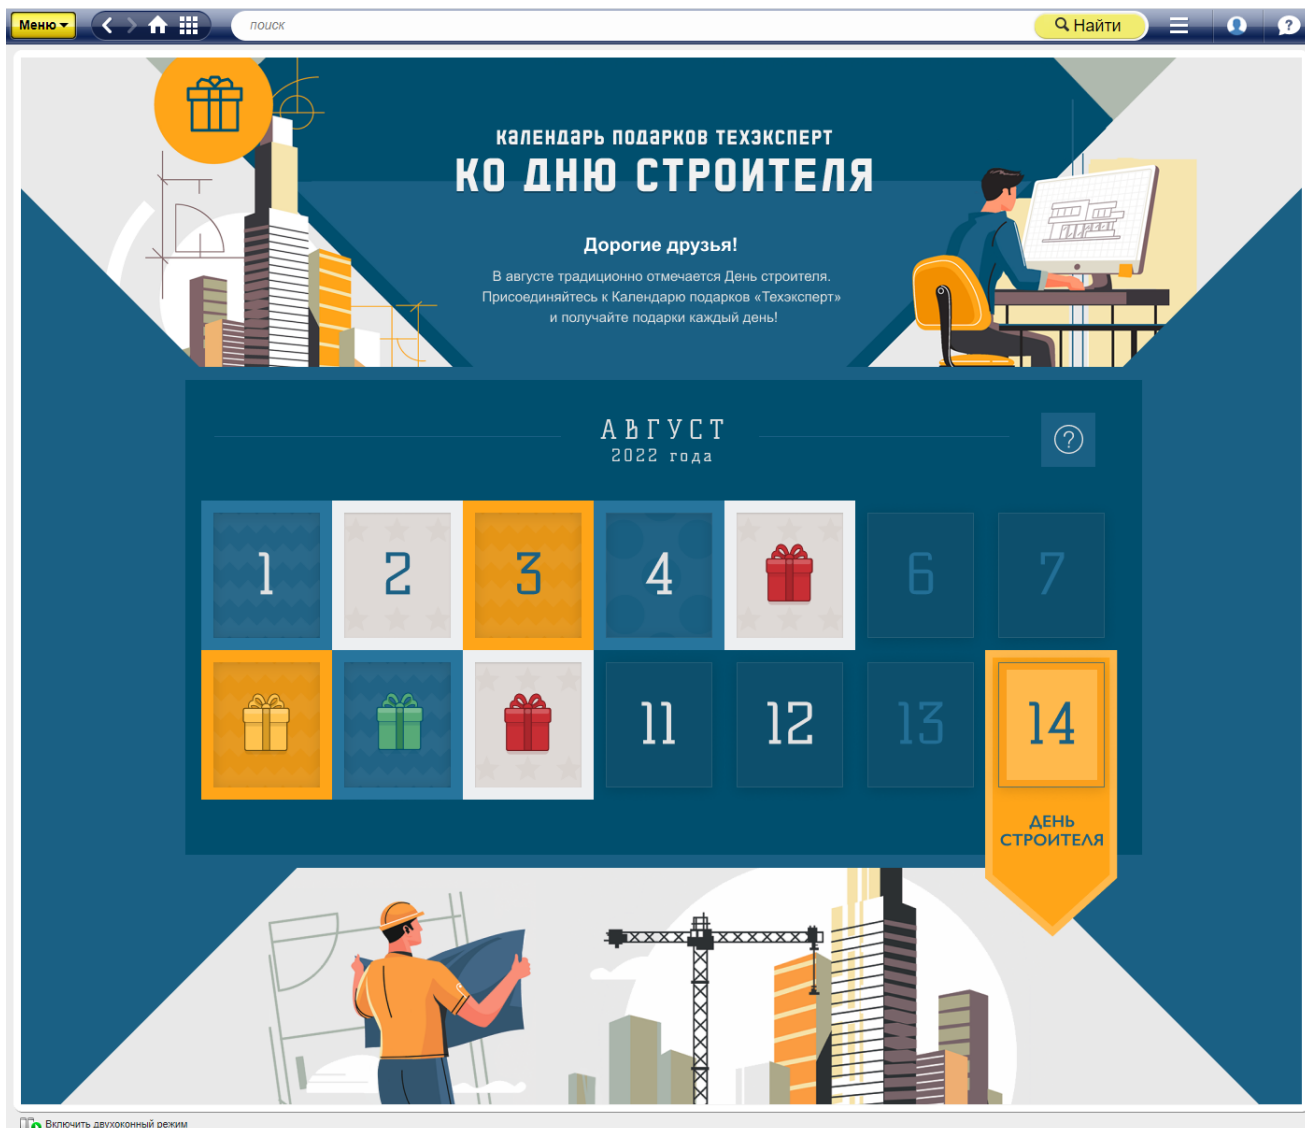 Меню
поиск
Найти
КАЛЕНДАРЬ ПОДАРКОВ ТЕХЭКСПЕРТ
КО ДНЮ СТРОИТЕЛЯ
Дорогие друзья!
В августе традиционно отмечается День строителя.
Присоединяйтесь к Календарю подарков «Техэксперт»
и получайте подарки каждый день!
АВГУСТ
2022 года
?
1 2 3 4 6 7
11 12 13 14
ДЕНЬ
СТРОИТЕЛЯ
Включить двухоконный режим